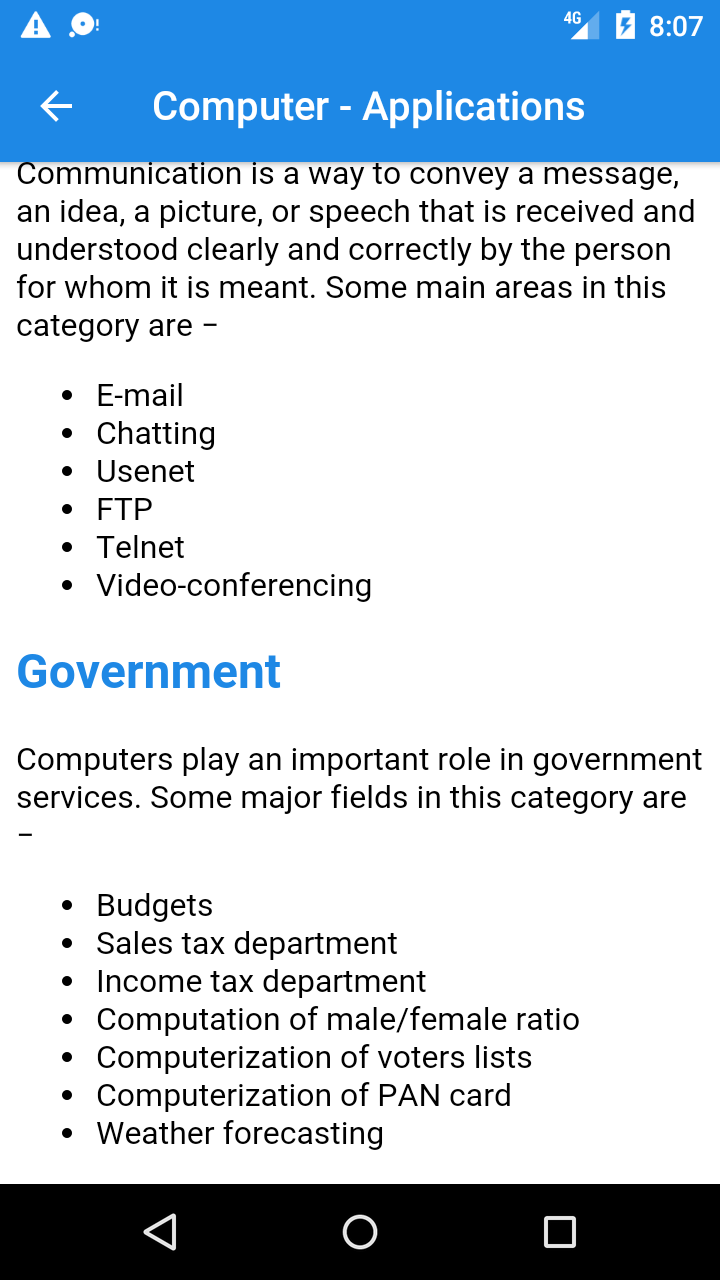 4G 8:07
Computer - Applications
Communication is a way to convey a message,
an idea, a picture, or speech that is received and
understood clearly and correctly by the person
for whom it is meant. Some main areas in this
category are −
• E-mail
• Chatting
• Usenet
• FTP
• Telnet
• Video-conferencing
Government
Computers play an important role in government
services. Some major fields in this category are
−
• Budgets
• Sales tax department
• Income tax department
• Computation of male/female ratio
• Computerization of voters lists
• Computerization of PAN card
• Weather forecasting